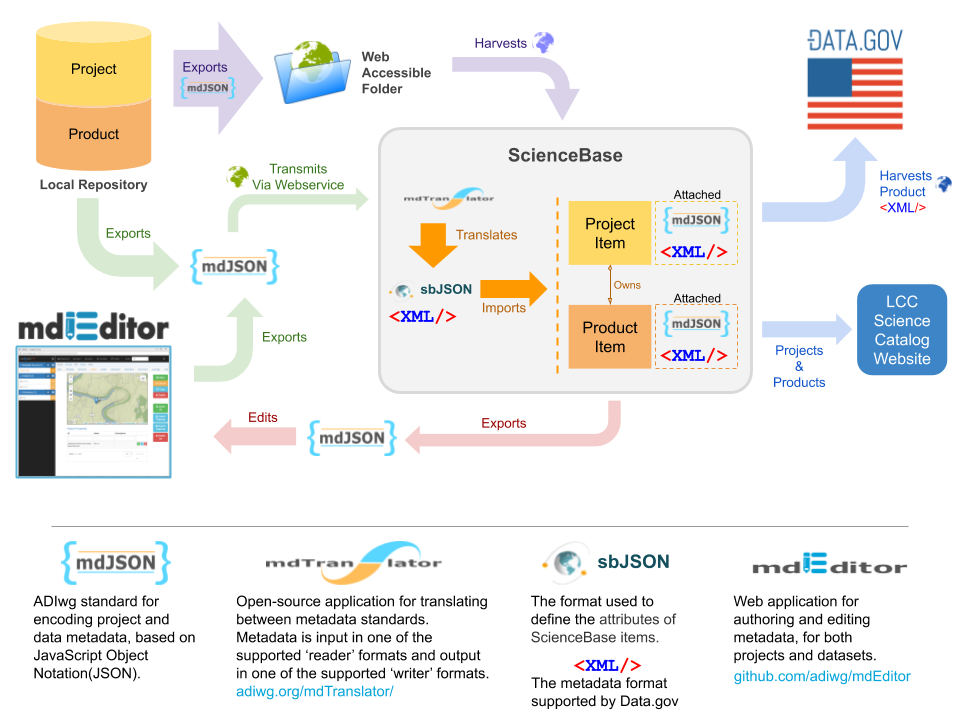 Project
Product
Local Repository
Exports
{mdJSON}
Web
Accessible
Folder
Harvests
DATA.GOV
ScienceBase
Transmits
Via Webservice
Harvests
Product
<XML/>
mdTranslator
Translates
sbJSON
<XML/>
Imports
Project
Item
Attached
{mdJSON}
<XML/>
Owns
Product
Item
Attached
{mdJSON}
<XML/>
Exports
{mdJSON}
mdEditor
Exports
LCC
Science
Catalog
Website
Projects
&
Products
Edits
{mdJSON}
Exports
{mdJSON}
ADIwg standard for
encoding project and
data metadata, based on
JavaScript Object
Notation(JSON).
mdTranslator
Open-source application for translating
between metadata standards.
Metadata is input in one of the
supported ‘reader’ formats and output
in one of the supported ‘writer’ formats.
adiwg.org/mdTranslator/
sbJSON
The format used to
define the attributes of
ScienceBase items.
<XML/>
The metadata format
supported by Data.gov
mdEditor
Web application for
authoring and editing
metadata, for both
projects and datasets.
github.com/adiwg/mdEditor